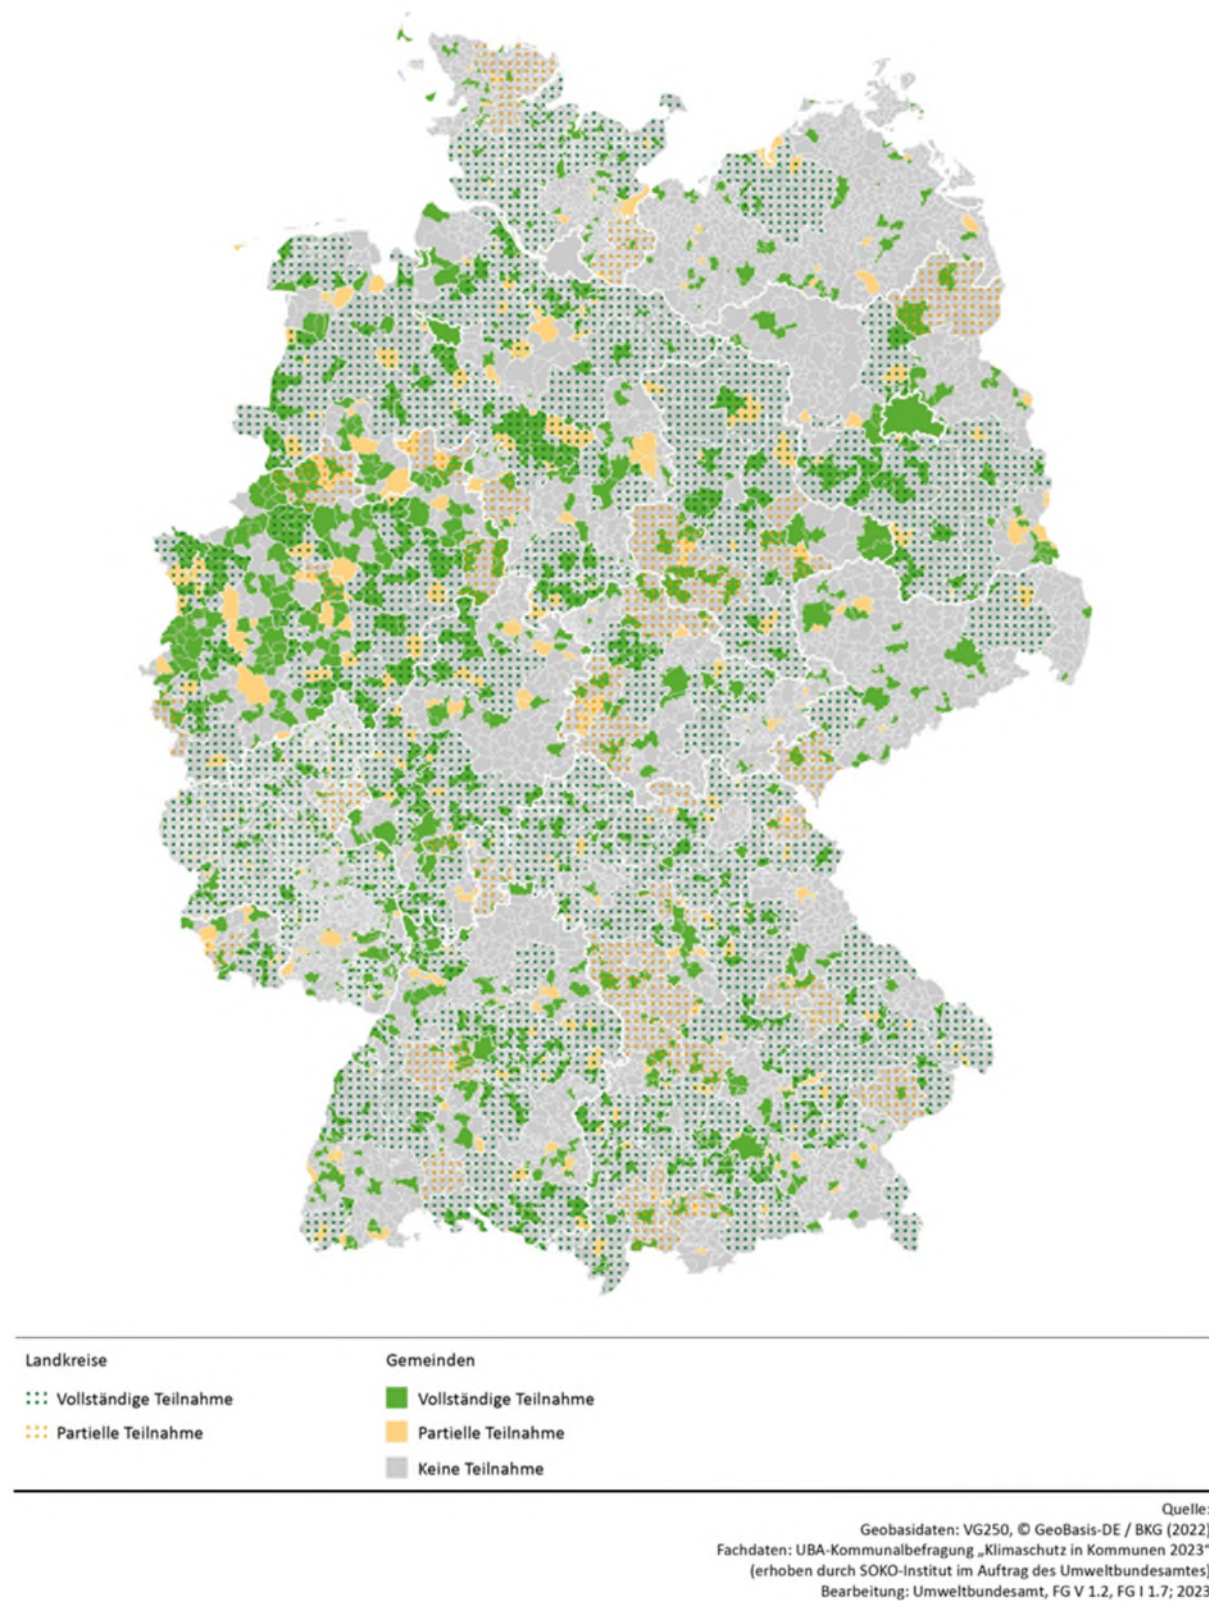 Landkreise
Vollständige Teilnahme
Partielle Teilnahme
Gemeinden
Vollständige Teilnahme
Partielle Teilnahme
Keine Teilnahme
Quelle:
Geobasidaten: VG250, © GeoBasis-DE / BKG (2022)
Fachdaten: UBA-Kommunalbefragung „Klimaschutz in Kommunen 2023“
(erhoben durch SOKO-Institut im Auftrag des Umweltbundesamtes)
Bearbeitung: Umweltbundesamt, FG V 1.2, FG I 1.7; 2023